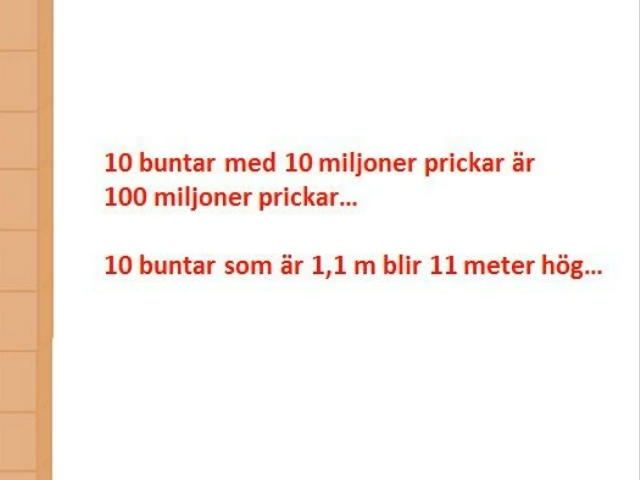 10 buntar med 10 miljoner prickar är
100 miljoner prickar...
10 buntar som är 1,1 m blir 11 meter hög...